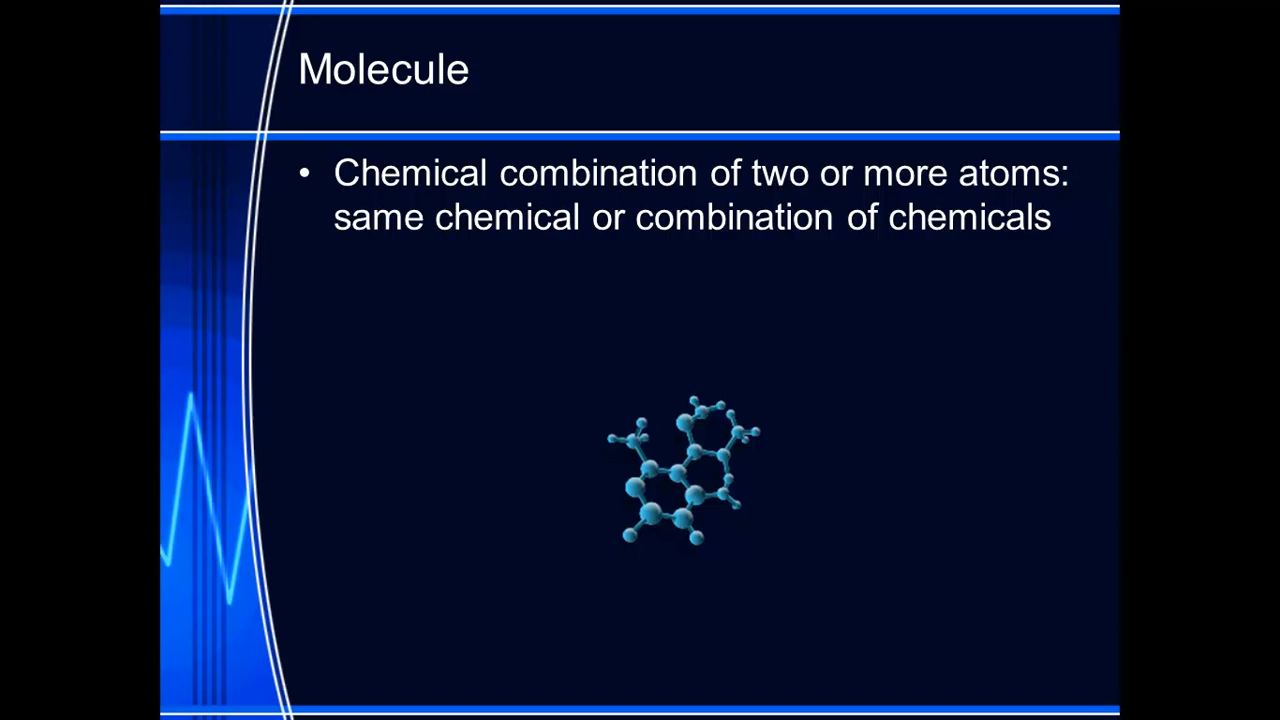 Molecule
• Chemical combination of two or more atoms:
same chemical or combination of chemicals